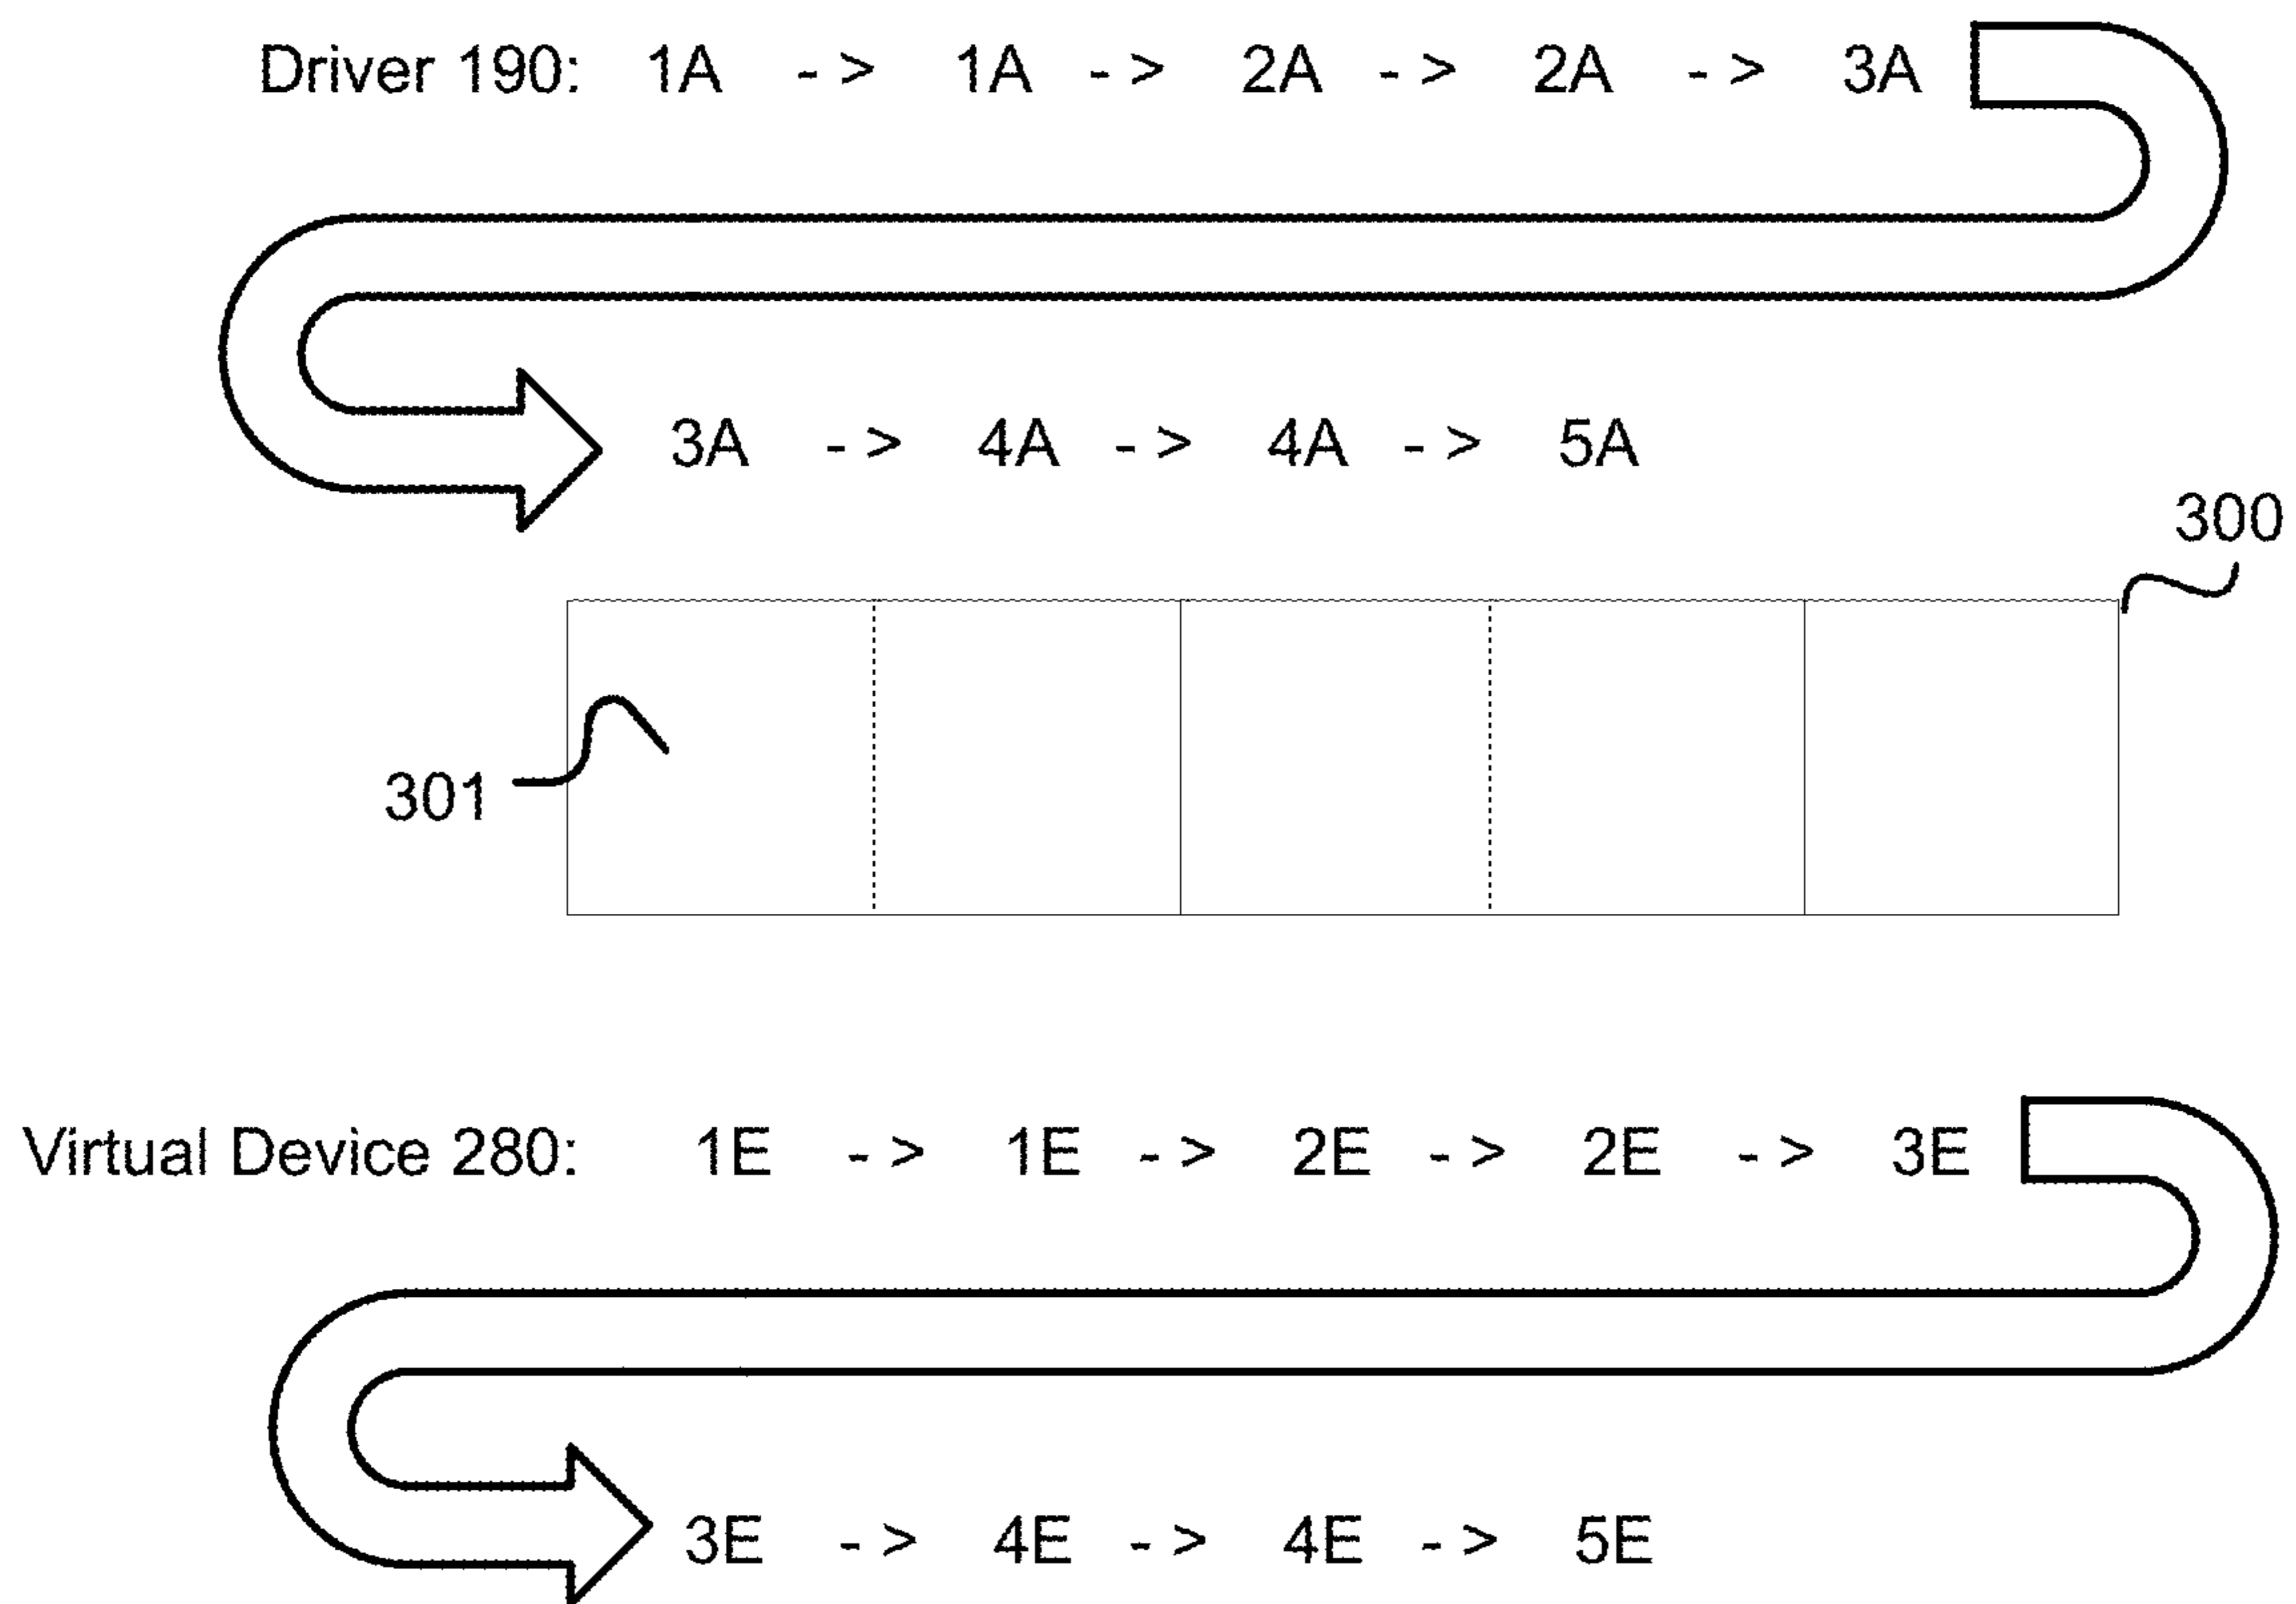 Driver 190: 1A - > 1A - > 2A - > 2A - > 3A
3A - > 4A - > 4A - > 5A
300
301
Virtual Device 280: 1E - > 1E - > 2E - > 2E - > 3E
3E - > 4E - > 4E - > 5E